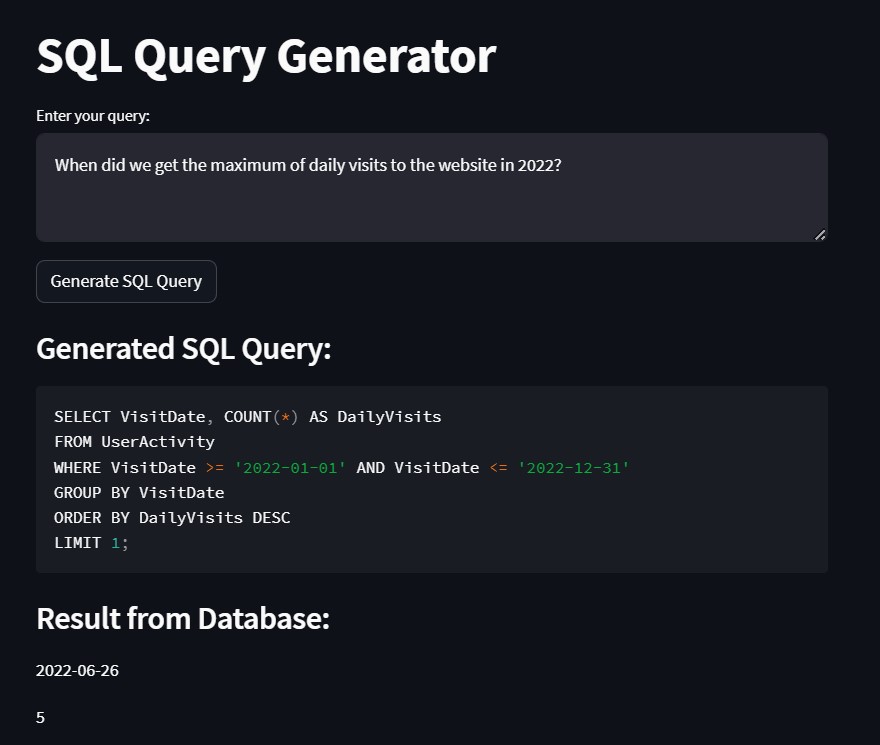 SQL Query Generator
Enter your query:
When did we get the maximum of daily visits to the website in 2022?
Generate SQL Query
Generated SQL Query:
SELECT VisitDate, COUNT(*) AS DailyVisits
FROM UserActivity
WHERE VisitDate >= '2022-01-01' AND VisitDate <= '2022-12-31'
GROUP BY VisitDate
ORDER BY DailyVisits DESC
LIMIT 1;
Result from Database:
2022-06-26
5